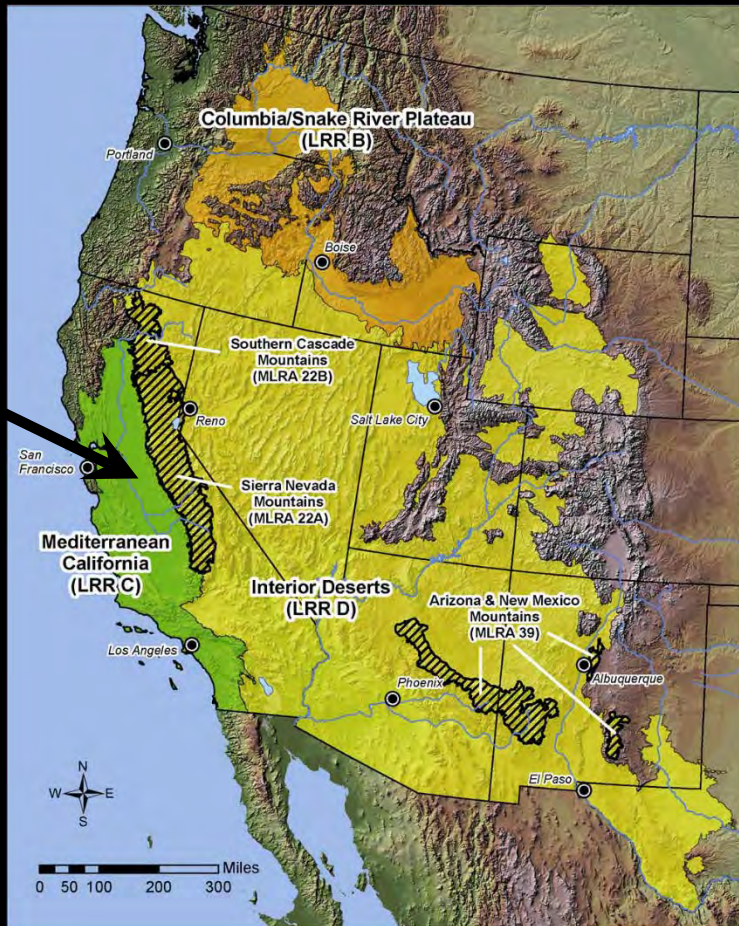 Columbia/Snake River Plateau
(LRR B)
Portland
Boise
Southern Cascade
Mountains
(MLRA 22B)
Reno
Salt Lake City
San
Francisco
Sierra Nevada
Mountains
(MLRA 22A)
Mediterranean
California
(LRR C)
Interior Deserts
(LRR D)
Arizona & New Mexico
Mountains
(MLRA 39)
Los Angeles
Phoenix
Albuquerque
El Paso
N
W E
S
Miles
0 50 100 200 300